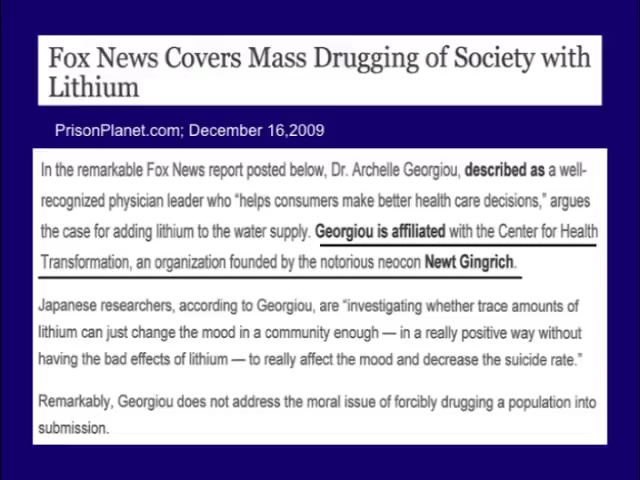 Fox News Covers Mass Drugging of Society with
Lithium
PrisonPlanet.com; December 16,2009
In the remarkable Fox News report posted below, Dr. Archelle Georgiou, described as a well-
recognized physician leader who “helps consumers make better health care decisions,” argues
the case for adding lithium to the water supply. Georgiou is affiliated with the Center for Health
Transformation, an organization founded by the notorious neocon Newt Gingrich.
Japanese researchers, according to Georgiou, are “investigating whether trace amounts of
lithium can just change the mood in a community enough — in a really positive way without
having the bad effects of lithium — to really affect the mood and decrease the suicide rate.”
Remarkably, Georgiou does not address the moral issue of forcibly drugging a population into
submission.